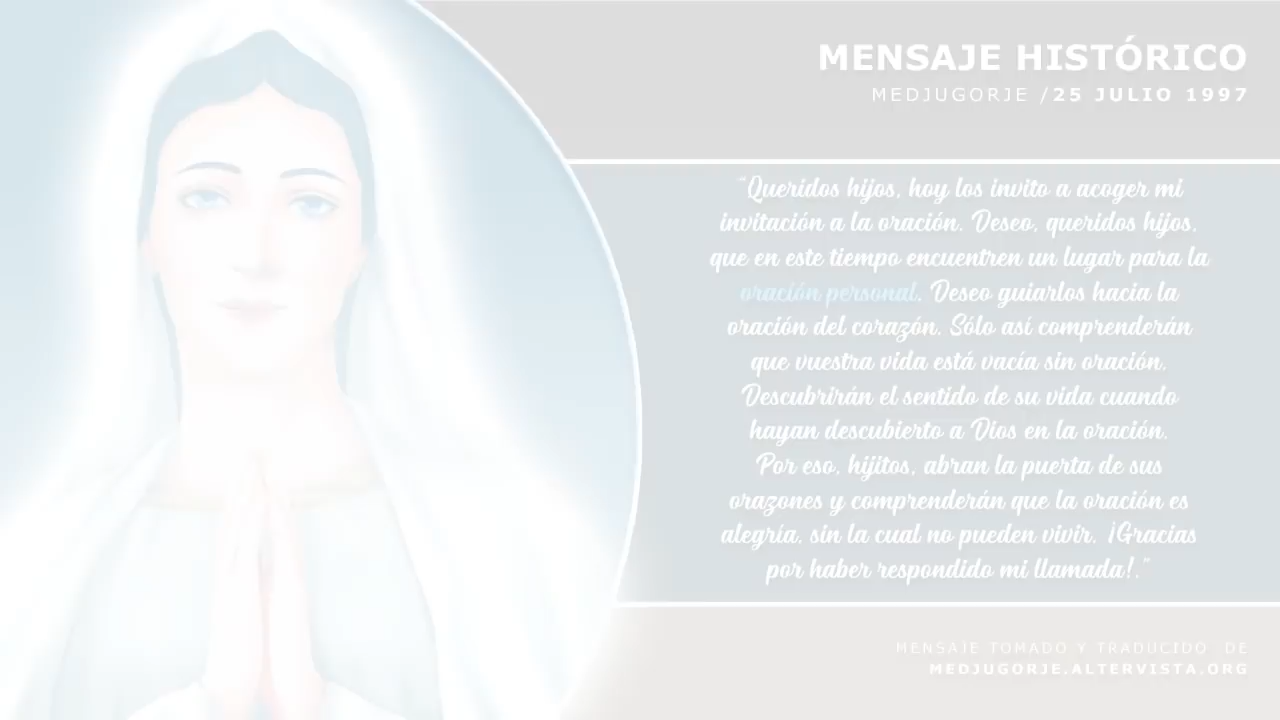 MENSAJE HISTÓRICO
MEDJUGORJE /25 JULIO 1997
"Queridos hijos, hoy los invito a acoger mi
invitación a la oración. Deseo, queridos hijos,
que en este tiempo encuentren un lugar para la
oración personal. Deseo guiarlos hacia la
oración del corazón. Sólo así comprenderán
que vuestra vida está vacía sin oración.
Descubrirán el sentido de su vida cuando
hayan descubierto a Dios en la oración.
Por eso, hijitos, abran la puerta de sus
orazones y comprenderán que la oración es
alegría, sin la cual no pueden vivir. ¡Gracias
por haber respondido mi llamada!."
MENSAJE TOMADO Y TRADUCIDO DE
MEDJUGORJE.ALTERVISTA.ORG